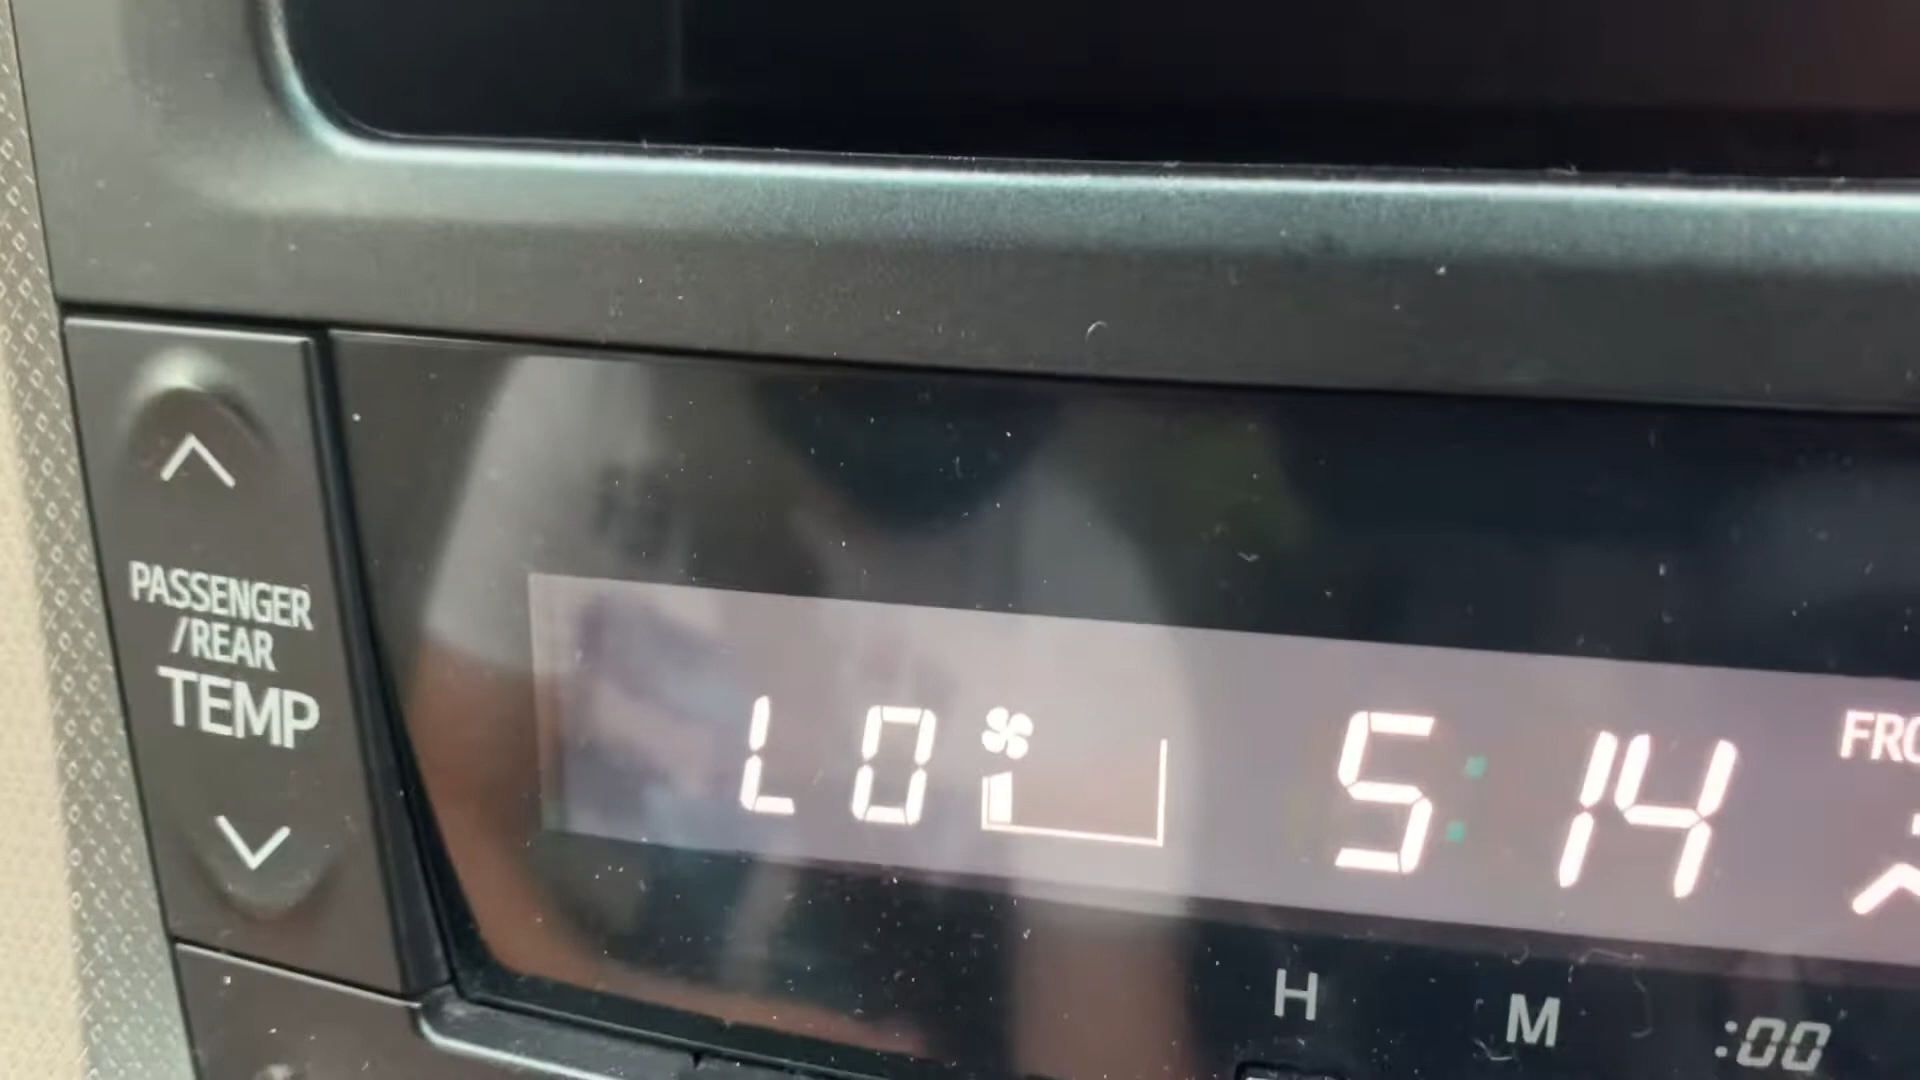 PASSENGER
/REAR
TEMP
LO 5:14
H M :00